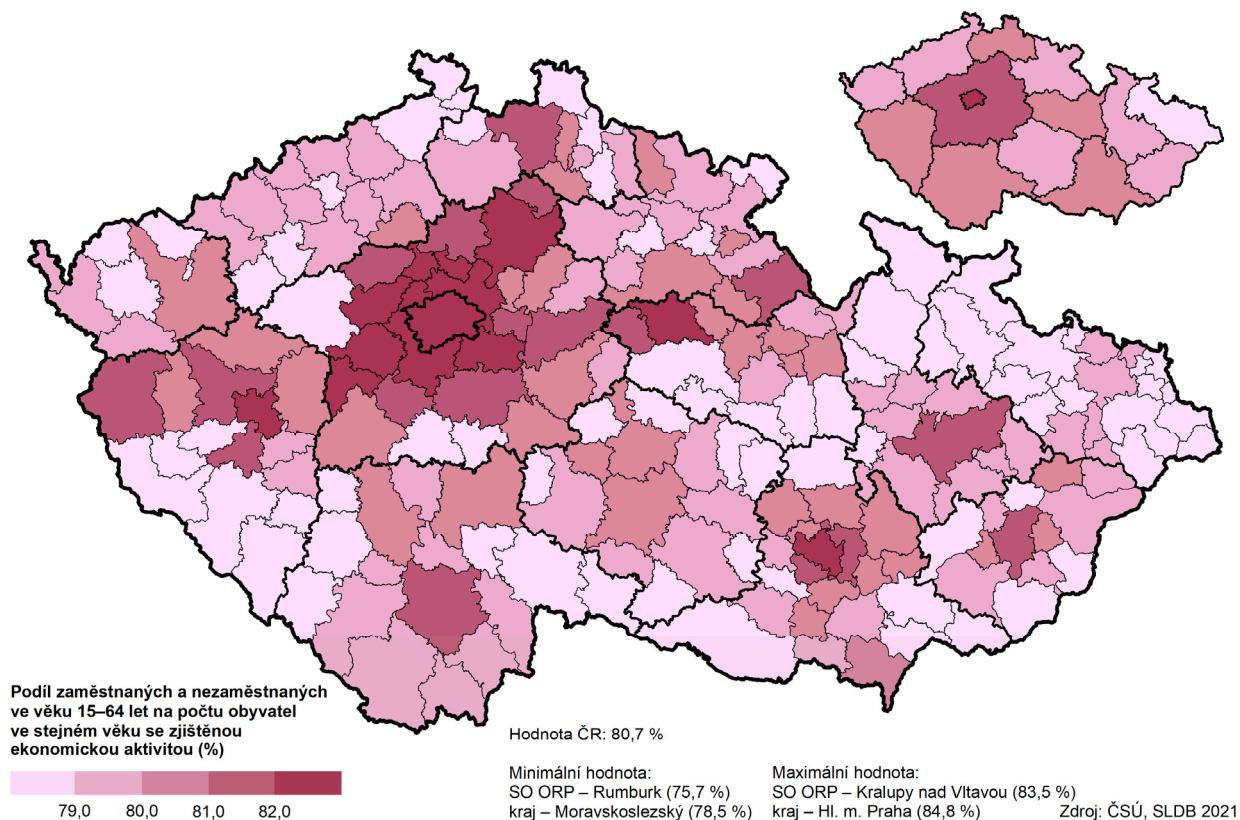 Podíl zaměstnaných a nezaměstnaných
ve věku 15–64 let na počtu obyvatel
ve stejném věku se zjištěnou
ekonomickou aktivitou (%)
79,0 80,0 81,0 82,0
Hodnota ČR: 80,7 %
Minimální hodnota:
SO ORP – Rumburk (75,7 %)
kraj – Moravskoslezský (78,5 %)
Maximální hodnota:
SO ORP – Kralupy nad Vltavou (83,5 %)
kraj – Hl. m. Praha (84,8 %)
Zdroj: ČSÚ, SLDB 2021